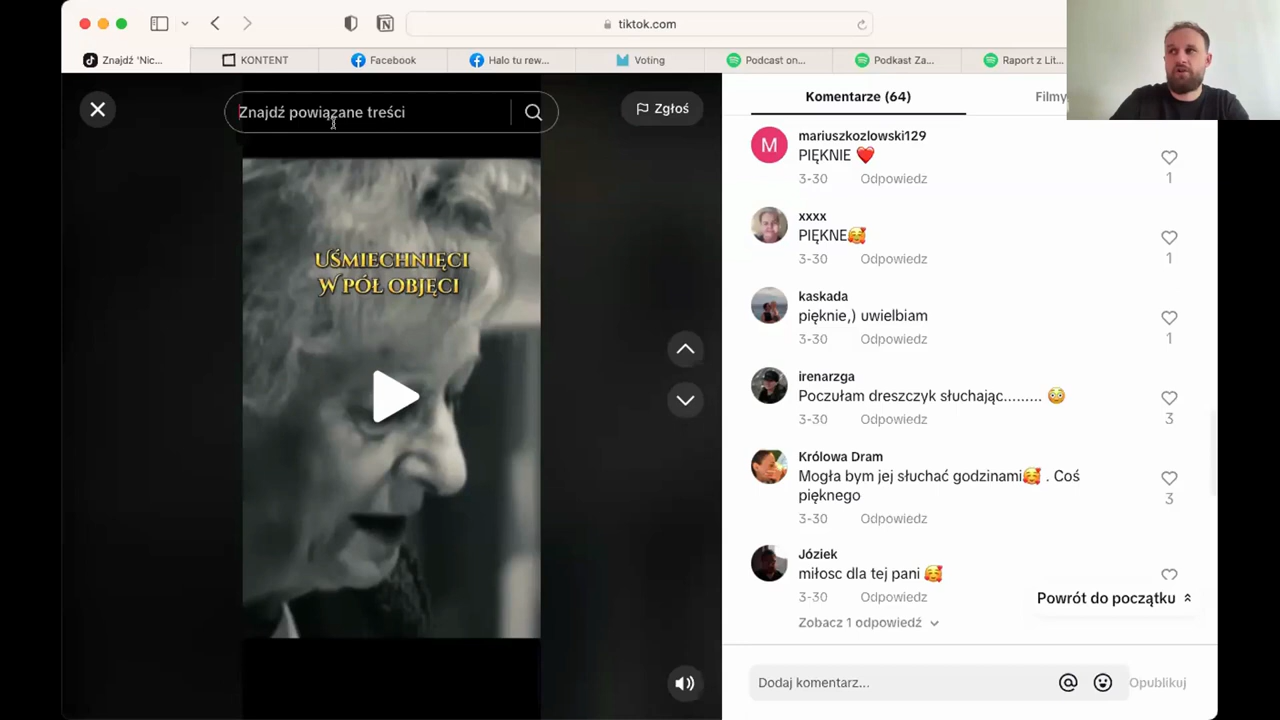 tiktok.com
Znajdź 'Nic...
KONTENT
Facebook
Halo tu rew...
Voting
Podcast on...
Podkast Za...
Raport z Lit...
Znajdź powiązane treści
Zgłoś
UŚMIECHNIĘCI
W PÓŁ OBJĘCI
Komentarze (64)
Filmy
M
mariuszkozlowski129
PIĘKNIE ❤️
3-30 Odpowiedz
1
xxxx
PIĘKNE🥰
3-30 Odpowiedz
1
kaskada
pięknie,) uwielbiam
3-30 Odpowiedz
1
irenarzga
Poczułam dreszczyk słuchając......... 😳
3-30 Odpowiedz
3
Królowa Dram
Mogła bym jej słuchać godzinami🥰 . Coś
pięknego
3-30 Odpowiedz
3
Józiek
miłosc dla tej pani 🥰
3-30 Odpowiedz
Zobacz 1 odpowiedź
Powrót do początku
Dodaj komentarz...
@
Opublikuj